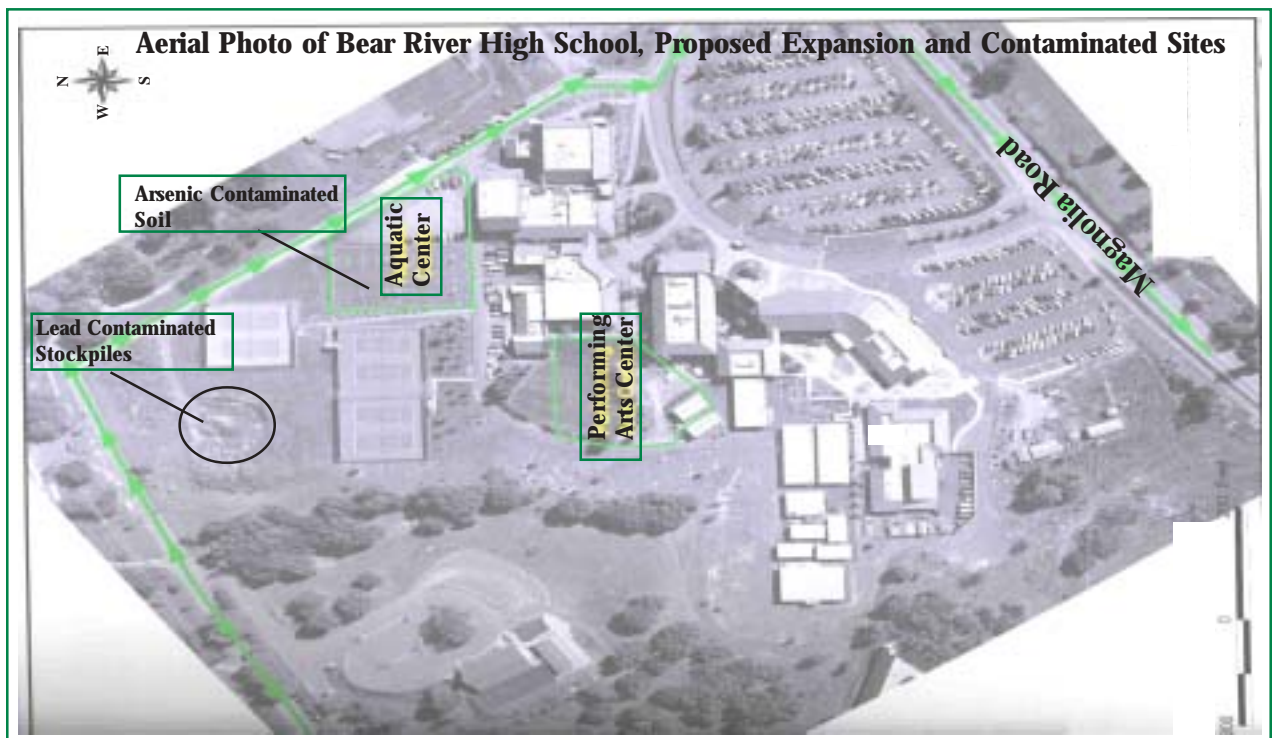 Aerial Photo of Bear River High School, Proposed Expansion and Contaminated Sites
E
N
S
W
Arsenic Contaminated
Soil
Aquatic
Center
Magnolia Road
Lead Contaminated
Stockpiles
Performing
Arts Center
0